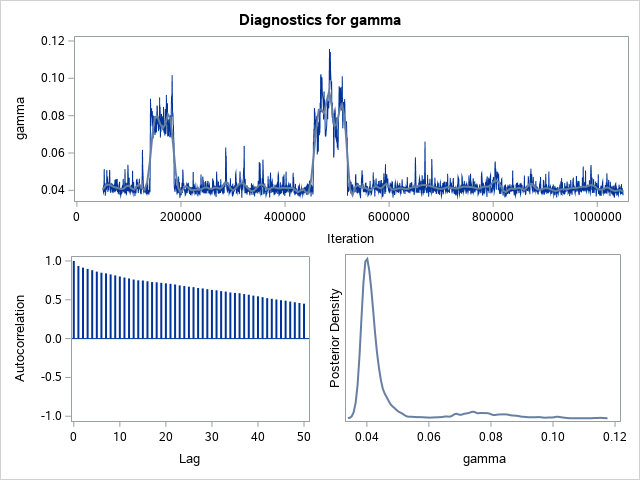 Diagnostics for gamma
gamma
0.12
0.10
0.08
0.06
0.04
0 200000 400000 600000 800000 1000000
Iteration
Autocorrelation
1.0
0.5
0.0
-0.5
-1.0
0 10 20 30 40 50
Lag
Posterior Density
0.04 0.06 0.08 0.10 0.12
gamma